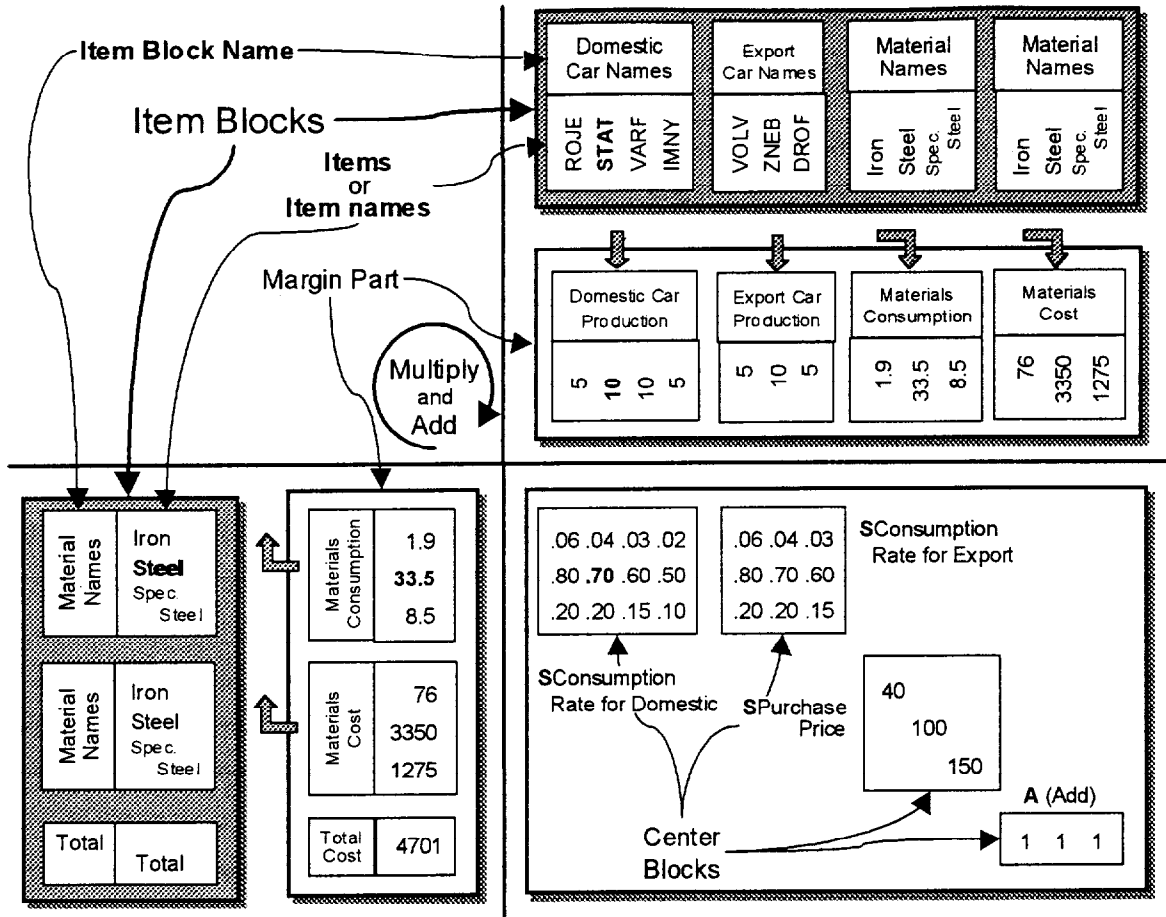 Item Block Name
Item Blocks
Items
or
Item names
Margin Part
Multiply
and
Add
Domestic
Car Names
ROJE
STAT
VARF
IMNY
Export
Car Names
VOLV
ZNEB
DROF
Material
Names
Iron
Steel
Spec.
Steel
Material
Names
Iron
Steel
Spec.
Steel
Domestic Car
Production
5
10
10
5
Export Car
Production
5
10
5
Materials
Consumption
1.9
33.5
8.5
Materials
Cost
76
3350
1275
Material
Names
Iron
Steel
Spec.
Steel
Material
Names
Iron
Steel
Spec.
Steel
Total
Total
Materials
Consumption
1.9
33.5
8.5
Materials
Cost
76
3350
1275
Total
Cost
4701
.06 .04 .03 .02
.80 .70 .60 .50
.20 .20 .15 .10
.06 .04 .03
.80 .70 .60
.20 .20 .15
SConsumption
Rate for Export
SConsumption
Rate for Domestic
SPurchase
Price
40
100
150
A (Add)
1 1 1
Center
Blocks